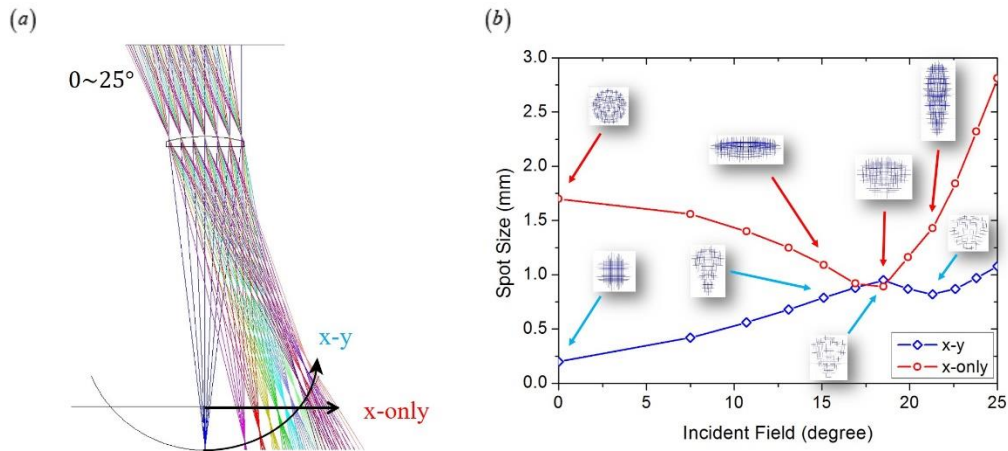 (a)
0~25°
x-y
x-only
(b)
Spot Size (mm)
3.0
2.5
2.0
1.5
1.0
0.5
0.0
0 5 10 15 20 25
Incident Field (degree)
x-y
x-only